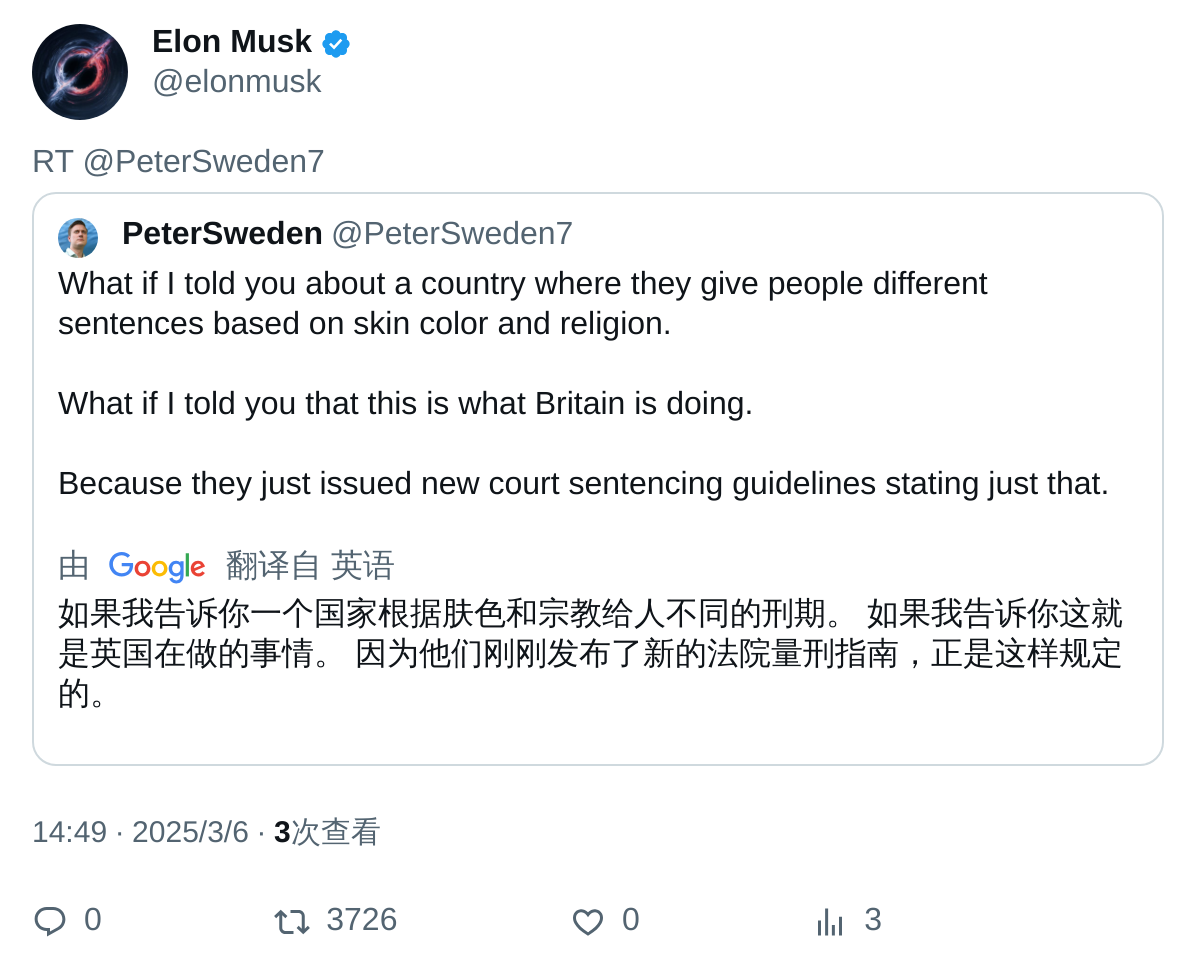 Elon Musk
@elonmusk
RT @PeterSweden7
PeterSweden @PeterSweden7
What if I told you about a country where they give people different
sentences based on skin color and religion.
What if I told you that this is what Britain is doing.
Because they just issued new court sentencing guidelines stating just that.
由 Google 翻译自 英语
如果我告诉你一个国家根据肤色和宗教给人不同的刑期。 如果我告诉你这就
是英国在做的事情。 因为他们刚刚发布了新的法院量刑指南，正是这样规定
的。
14:49 · 2025/3/6 · 3次查看
0 3726 0 3